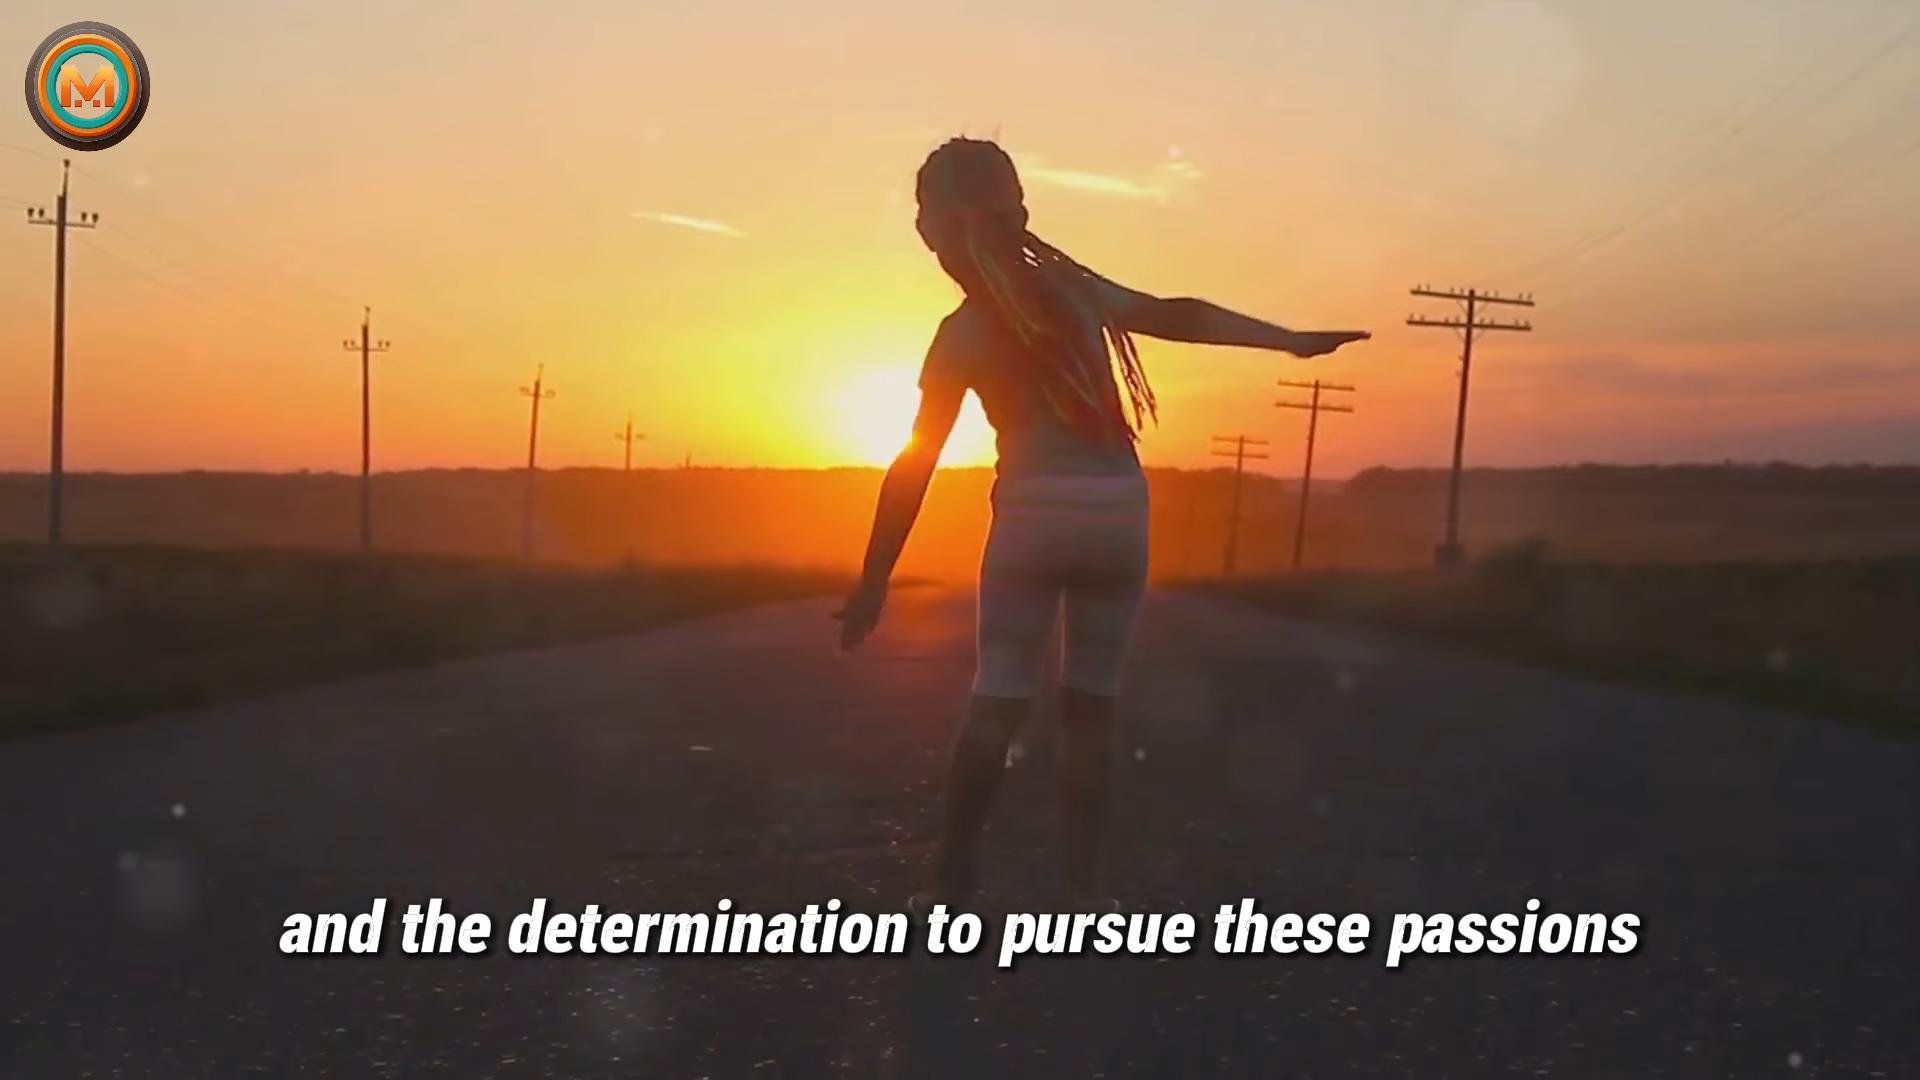 M
and the determination to pursue these passions